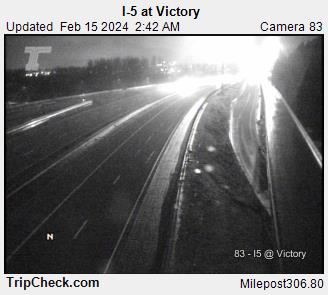 I-5 at Victory
Updated Feb 15 2024 2:42 AM Camera 83
T
N
83 - I5 @ Victory
TripCheck.com Milepost306.80